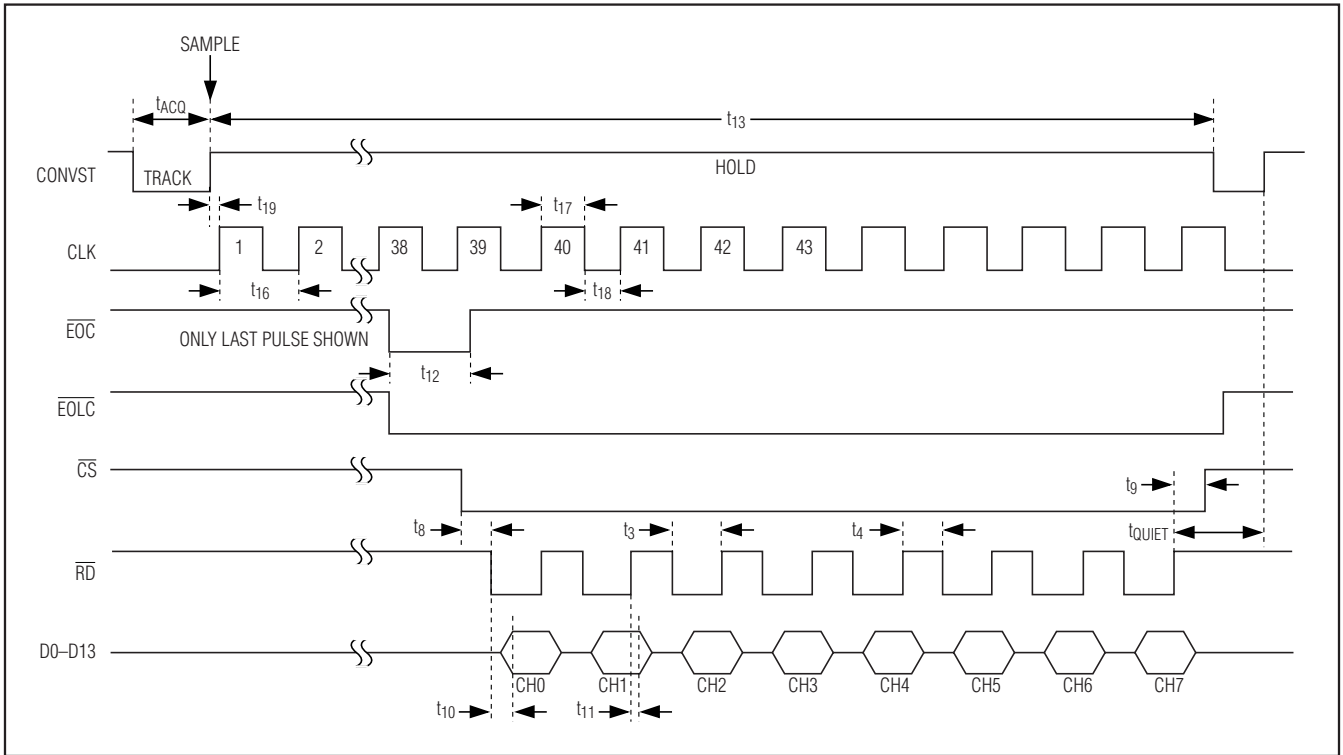 SAMPLE
tACQ
t13
CONVST
TRACK
HOLD
t19
t17
CLK
1 2 38 39 40 41 42 43
t16
t18
EOC
ONLY LAST PULSE SHOWN
t12
EOLC
CS
t9
t8
t3
t4
tQUIET
RD
D0–D13
CH0 CH1 CH2 CH3 CH4 CH5 CH6 CH7
t10
t11